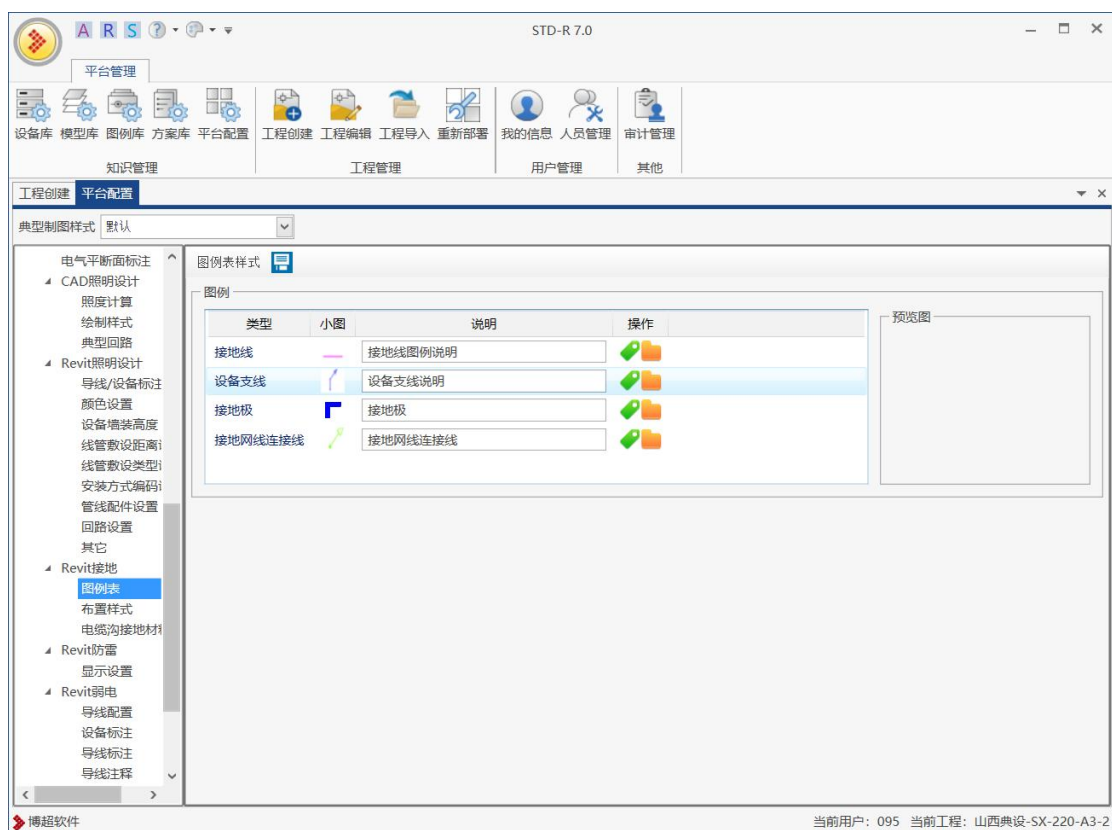 A R S ?
STD-R 7.0
平台管理
设备库 模型库 图例库 方案库 平台配置 工程创建 工程编辑 工程导入 重新部署 我的信息 人员管理 审计管理
知识管理 工程管理 用户管理 其他
工程创建 平台配置
典型制图样式 默认
电气平断面标注
CAD照明设计
照度计算
绘制样式
典型回路
Revit照明设计
导线/设备标注
颜色设置
设备墙装高度
线管敷设距离
线管敷设类型
安装方式编码
管线配件设置
回路设置
其它
Revit接地
图例表
布置样式
电缆沟接地材
Revit防雷
显示设置
Revit弱电
导线配置
设备标注
导线标注
导线注释
图例表样式
图例
类型 小图 说明 操作
接地线 接地线图例说明
设备支线 设备支线说明
接地极 接地极
接地网线连接线 接地网线连接线
预览图
博超软件
当前用户：095 当前工程：山西典设-SX-220-A3-2